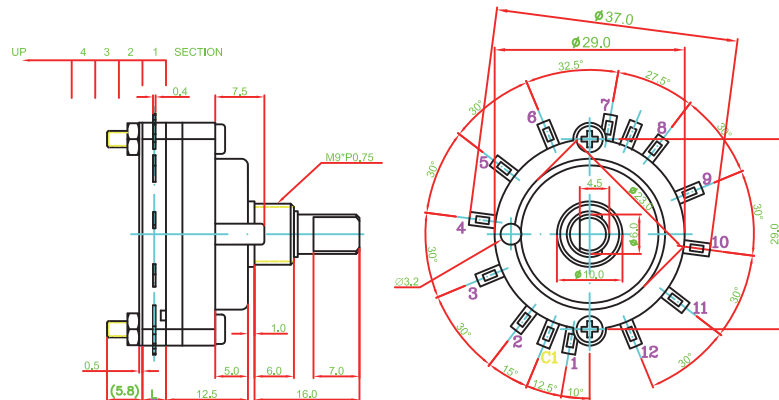 UP 4 3 2 1 SECTION
0.4
7.5
M9*P0.75
1.0
0.5
5.0 6.0 7.0
(5.8) L 12.5 16.0
ø37.0
ø29.0
32.5° 27.5°
30° 30°
30° 30°
30° 30°
30° 30°
15° 12.5° 10°
7
6 8
5 9
4 10
3 11
2 C1 1 12
4.5
ø23.0
ø6.0
ø10.0
Ø3.2
29.0